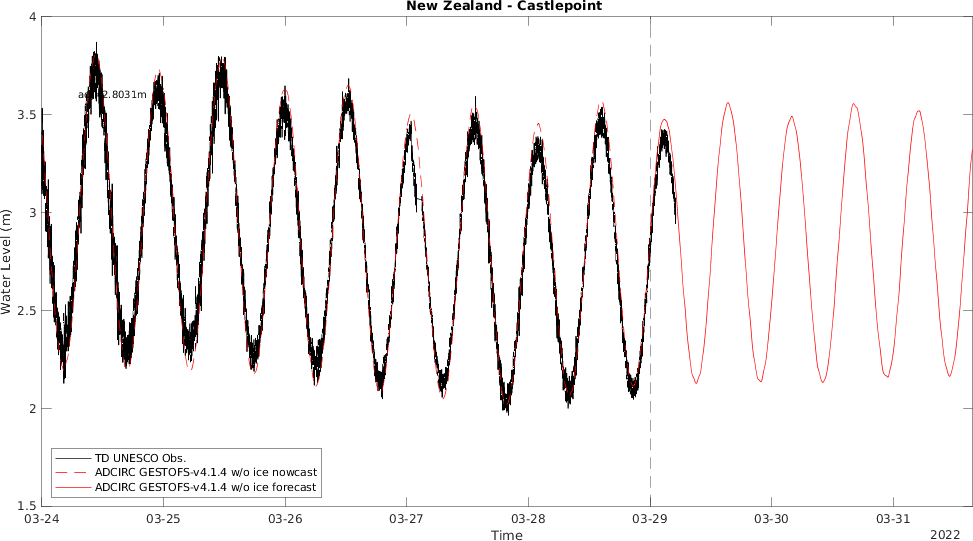 New Zealand - Castlepoint
4
3.5
3
2.5
2
1.5
Water Level (m)
2.8031m
TD UNESCO Obs.
ADCIRC GESTOFS-v4.1.4 w/o ice nowcast
ADCIRC GESTOFS-v4.1.4 w/o ice forecast
03-24
03-25
03-26
03-27
03-28
03-29
03-30
03-31
Time
2022